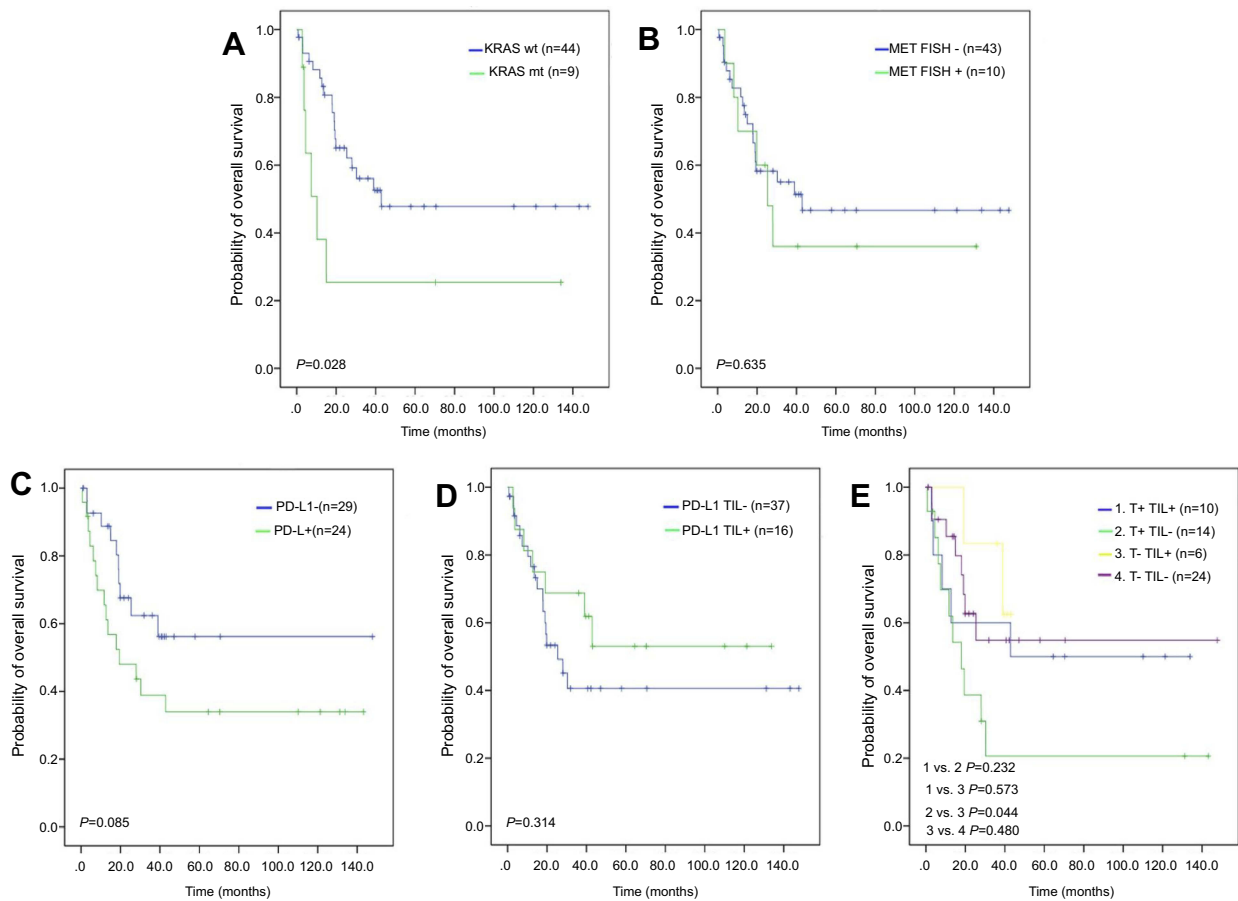 A
KRAS wt (n=44)
KRAS mt (n=9)
Probability of overall survival
1.0
0.8
0.6
0.4
0.2
0.0
P=0.028
.0 20.0 40.0 60.0 80.0 100.0 120.0 140.0
Time (months)
B
MET FISH - (n=43)
MET FISH + (n=10)
Probability of overall survival
1.0
0.8
0.6
0.4
0.2
0.0
P=0.635
.0 20.0 40.0 60.0 80.0 100.0 120.0 140.0
Time (months)
C
PD-L1-(n=29)
PD-L+(n=24)
Probability of overall survival
1.0
0.8
0.6
0.4
0.2
0.0
P=0.085
.0 20.0 40.0 60.0 80.0 100.0 120.0 140.0
Time (months)
D
PD-L1 TIL- (n=37)
PD-L1 TIL+ (n=16)
Probability of overall survival
1.0
0.8
0.6
0.4
0.2
0.0
P=0.314
.0 20.0 40.0 60.0 80.0 100.0 120.0 140.0
Time (months)
E
1. T+ TIL+ (n=10)
2. T+ TIL- (n=14)
3. T- TIL+ (n=6)
4. T- TIL- (n=24)
Probability of overall survival
1.0
0.8
0.6
0.4
0.2
0.0
1 vs. 2 P=0.232
1 vs. 3 P=0.573
2 vs. 3 P=0.044
3 vs. 4 P=0.480
.0 20.0 40.0 60.0 80.0 100.0 120.0 140.0
Time (months)